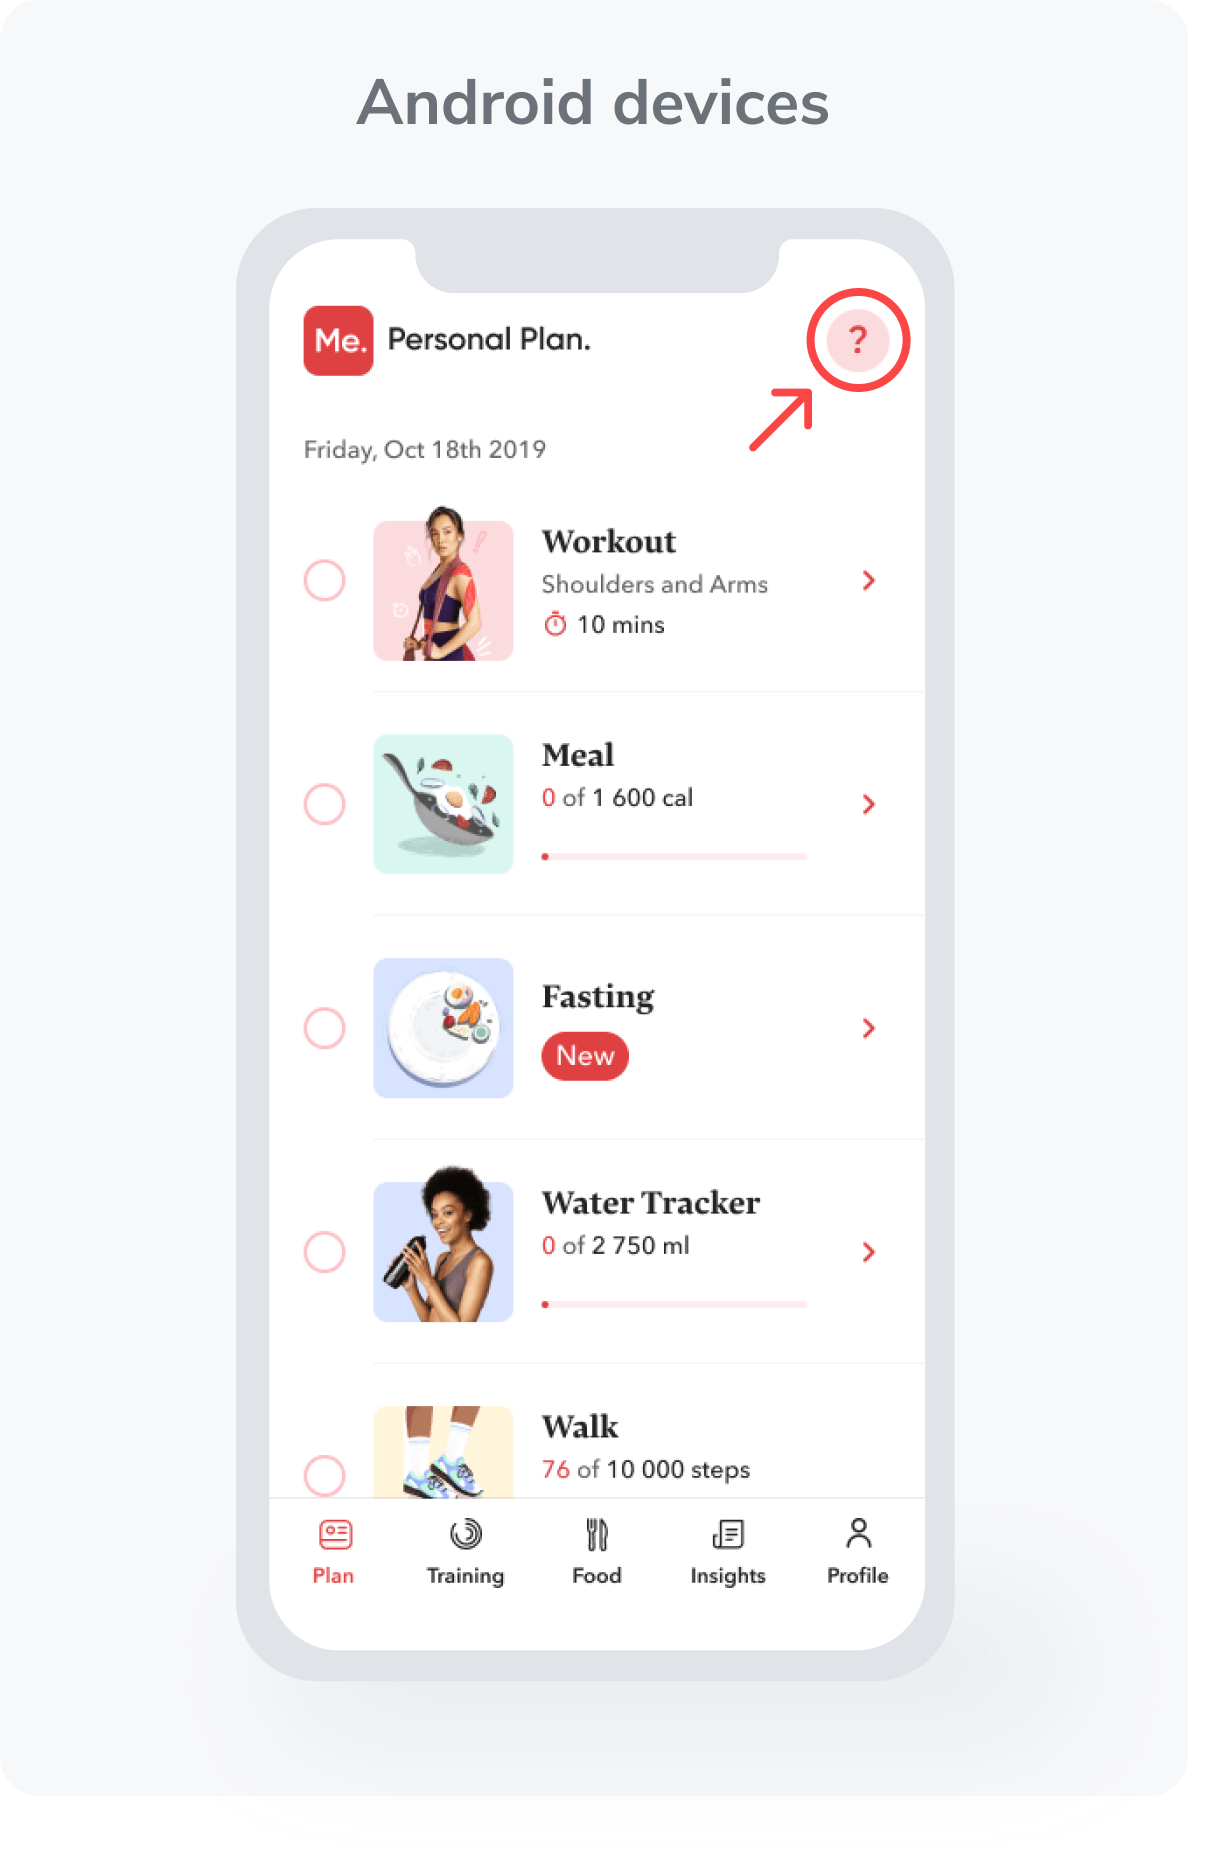 Android devices
Me. Personal Plan.
?
Friday, Oct 18th 2019
Workout
Shoulders and Arms
10 mins
Meal
0 of 1 600 cal
Fasting
New
Water Tracker
0 of 2 750 ml
Walk
76 of 10 000 steps
Plan Training Food Insights Profile